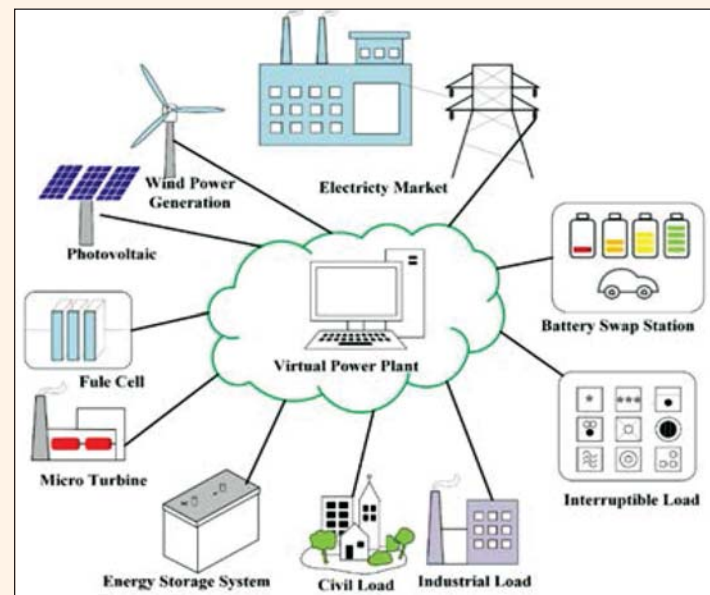 Wind Power
Generation
Electricty Market
Photovoltaic
Battery Swap Station
Virtual Power Plant
Fule Cell
Micro Turbine
Interruptible Load
Energy Storage System
Civil Load
Industrial Load